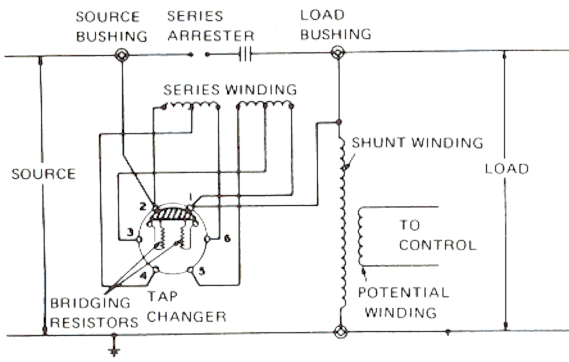 SOURCE
BUSHING
SERIES
ARRESTER
LOAD
BUSHING
SERIES WINDING
SHUNT WINDING
SOURCE
LOAD
2
1
3
6
4
5
TO
CONTROL
BRIDGING
RESISTORS
TAP
CHANGER
POTENTIAL
WINDING